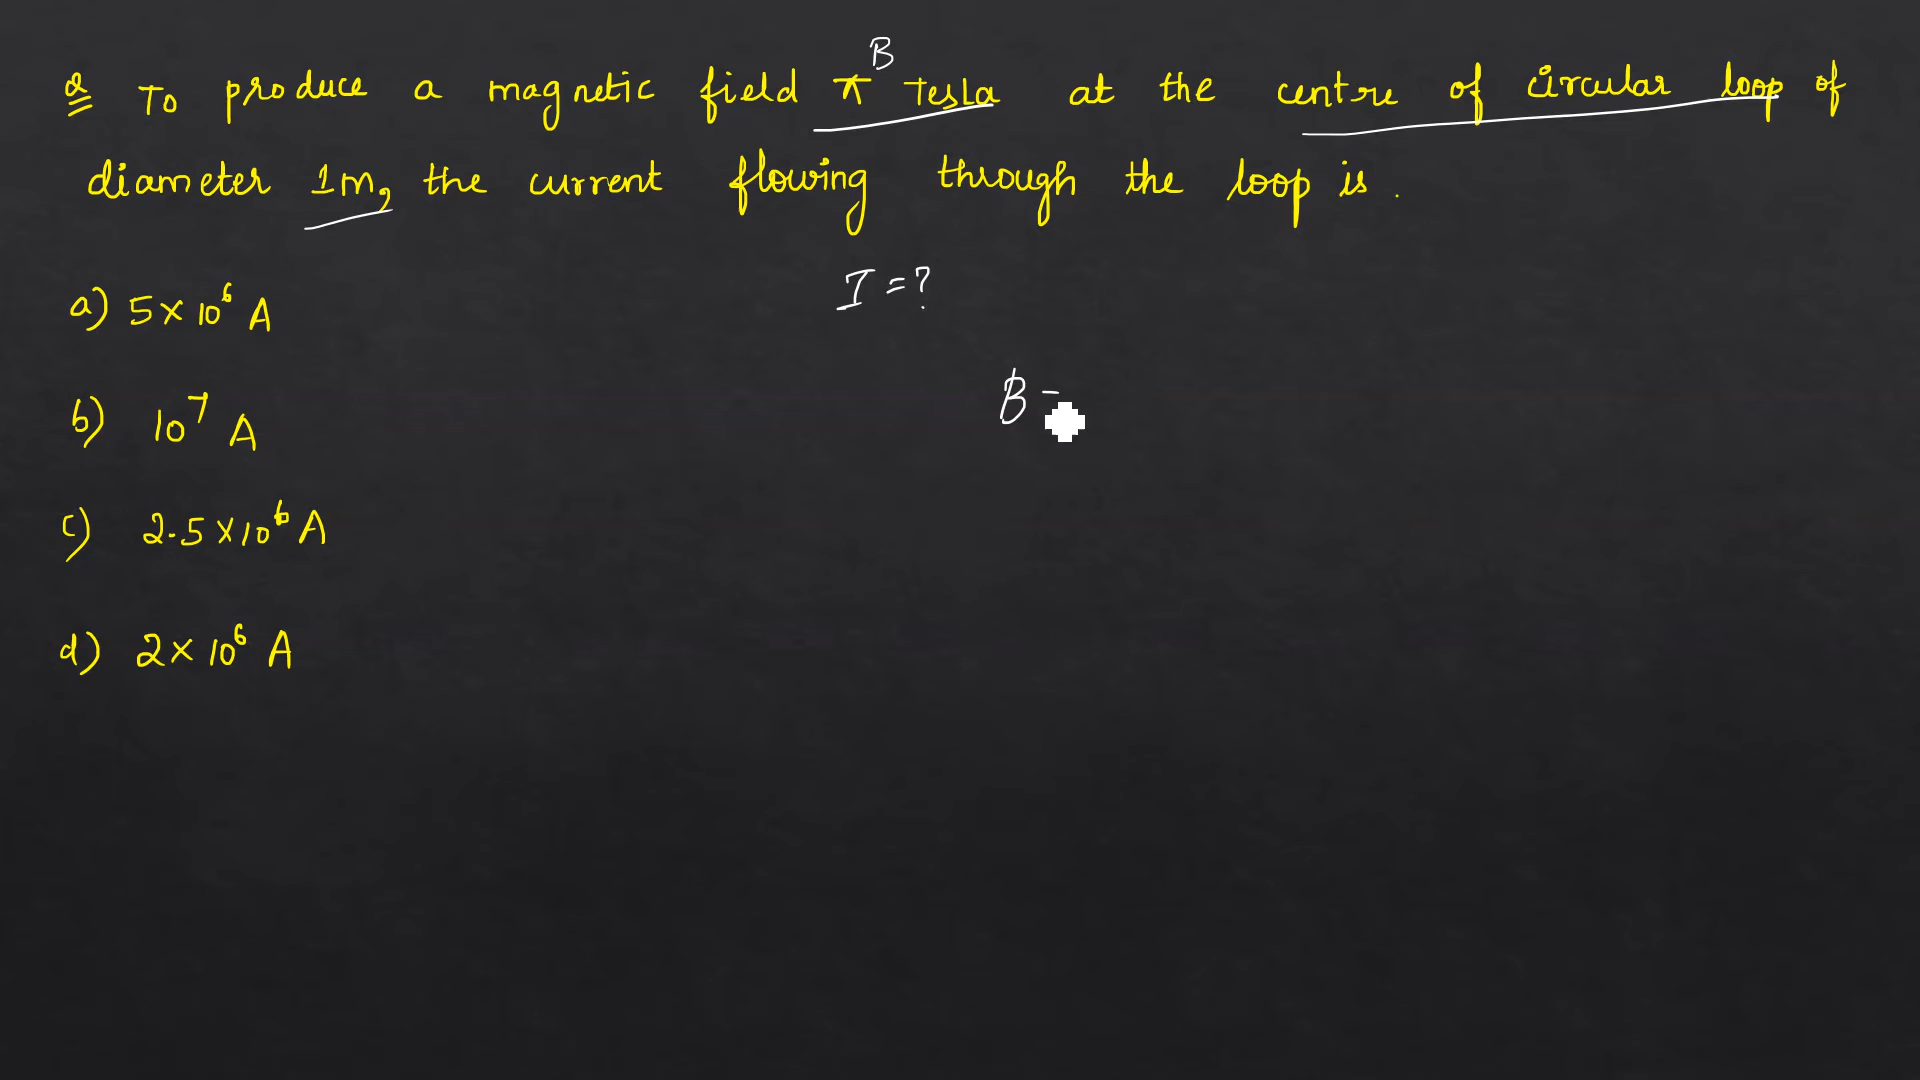 B
Q To produce a magnetic field π Tesla at the centre of circular loop of
diameter 1m, the current flowing through the loop is.
I = ?
a) 5 × 10⁶ A
B =
b) 10⁷ A
c) 2.5 × 10⁶ A
d) 2 × 10⁶ A